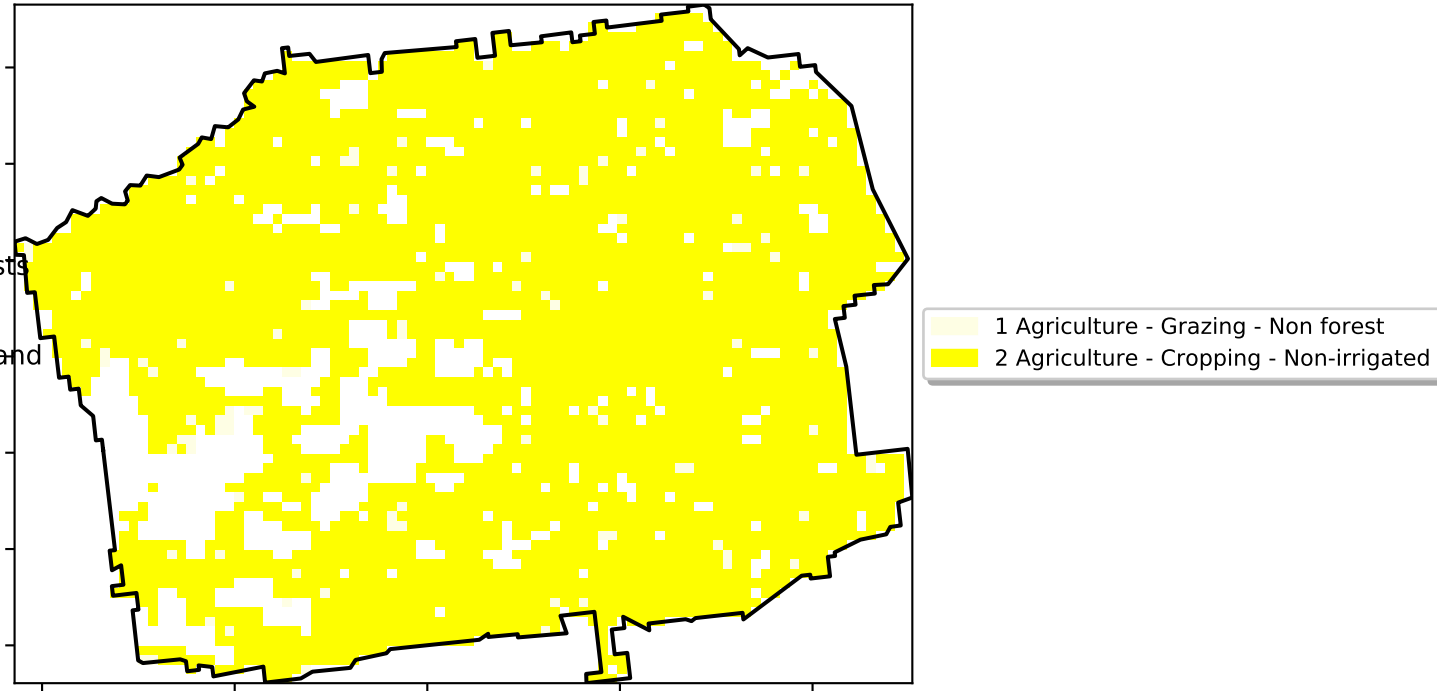 sts
1 Agriculture - Grazing - Non forest
and
2 Agriculture - Cropping - Non-irrigated